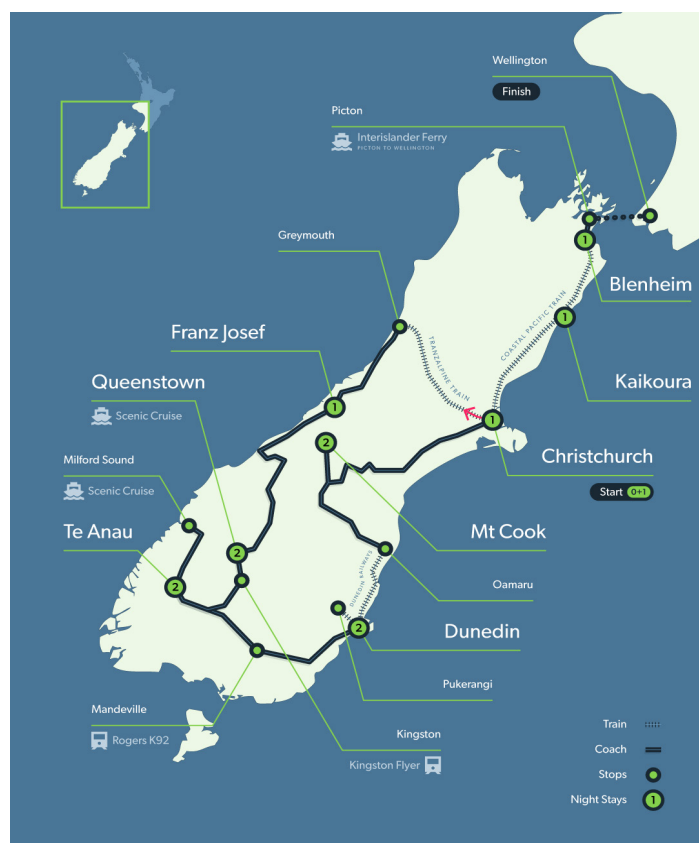 Wellington
Finish
Picton
Interislander Ferry
PICTON TO WELLINGTON
Greymouth
1
Blenheim
COASTAL PACIFIC TRAIN
TRANZALPINE TRAIN
1
Franz Josef
Kaikoura
Queenstown
Scenic Cruise
1
1
2
Christchurch
Start 0+1
Milford Sound
Scenic Cruise
Te Anau
Mt Cook
2
2
DUNEDIN RAILWAYS
Oamaru
2
Dunedin
Pukerangi
Mandeville
Rogers K92
Kingston
Kingston Flyer
Train
Coach
Stops
Night Stays 1